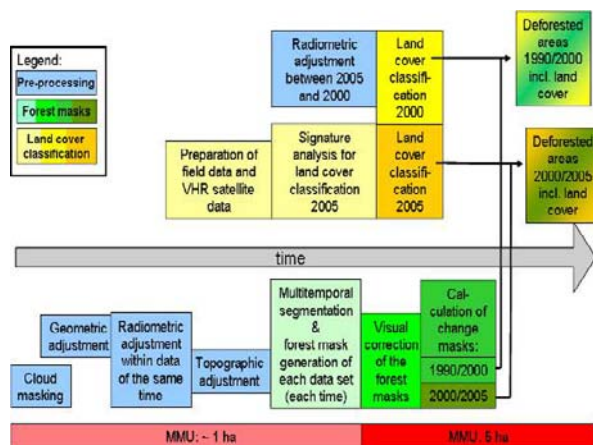 Legend:
Pre-processing
Forest masks
Land cover
classification
Radiometric
adjustment
between 2005
and 2000
Land
cover
classifi-
cation
2000
Deforested
areas
1990/2000
incl. land
cover
Preparation of
field data and
VHR satellite
data
Signature
analysis for
land cover
classification
2005
Land
cover
classifi-
cation
2005
Deforested
areas
2000/2005
incl. land
cover
time
Cloud
masking
Geometric
adjustment
Radiometric
adjustment
within data
of the same
time
Topographic
adjustment
Multitemporal
segmentation
&
forest mask
generation of
each data set
(each time)
Visual
correction
of the
forest
masks
Cal-
culation of
change
masks:
1990/2000
2000/2005
MMU: ~ 1 ha
MMU: 5 ha